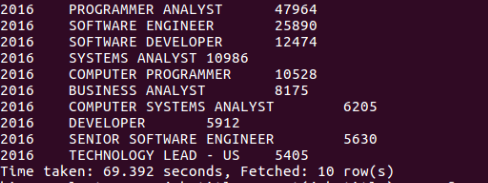 2016 PROGRAMMER ANALYST 47964
2016 SOFTWARE ENGINEER 25890
2016 SOFTWARE DEVELOPER 12474
2016 SYSTEMS ANALYST 10986
2016 COMPUTER PROGRAMMER 10528
2016 BUSINESS ANALYST 8175
2016 COMPUTER SYSTEMS ANALYST 6205
2016 DEVELOPER 5912
2016 SENIOR SOFTWARE ENGINEER 5630
2016 TECHNOLOGY LEAD - US 5405
Time taken: 69.392 seconds, Fetched: 10 row(s)